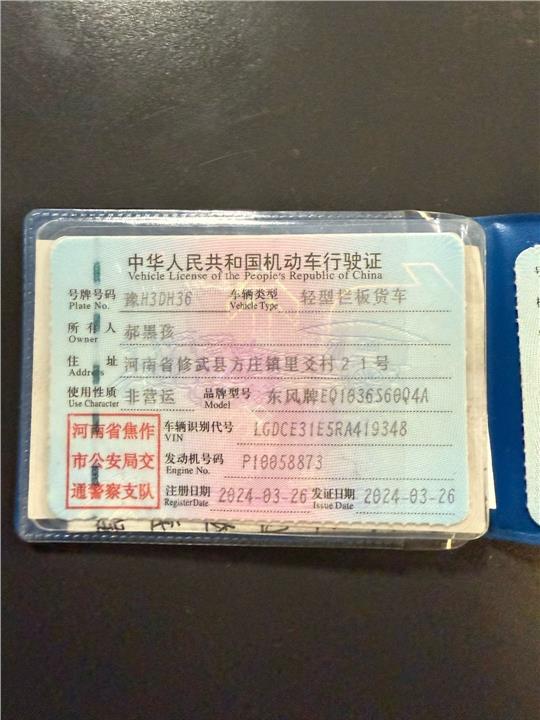 中华人民共和国机动车行驶证
Vehicle License of the People's Republic of China
号牌号码 豫H3DH36 车辆类型 轻型栏板货车
Plate No. Vehicle Type
所有人 郝黑孩
Owner
住址 河南省修武县方庄镇里爻村21号
Address
使用性质 非营运 品牌型号 东风牌EQ1036S60Q4A
Use Character Model
河南省焦作
市公安局交
通警察支队
车辆识别代号 LGDCE31E5RA419348
VIN
发动机号码 P10058873
Engine No.
注册日期 2024-03-26 发证日期 2024-03-26
Register Date Issue Date